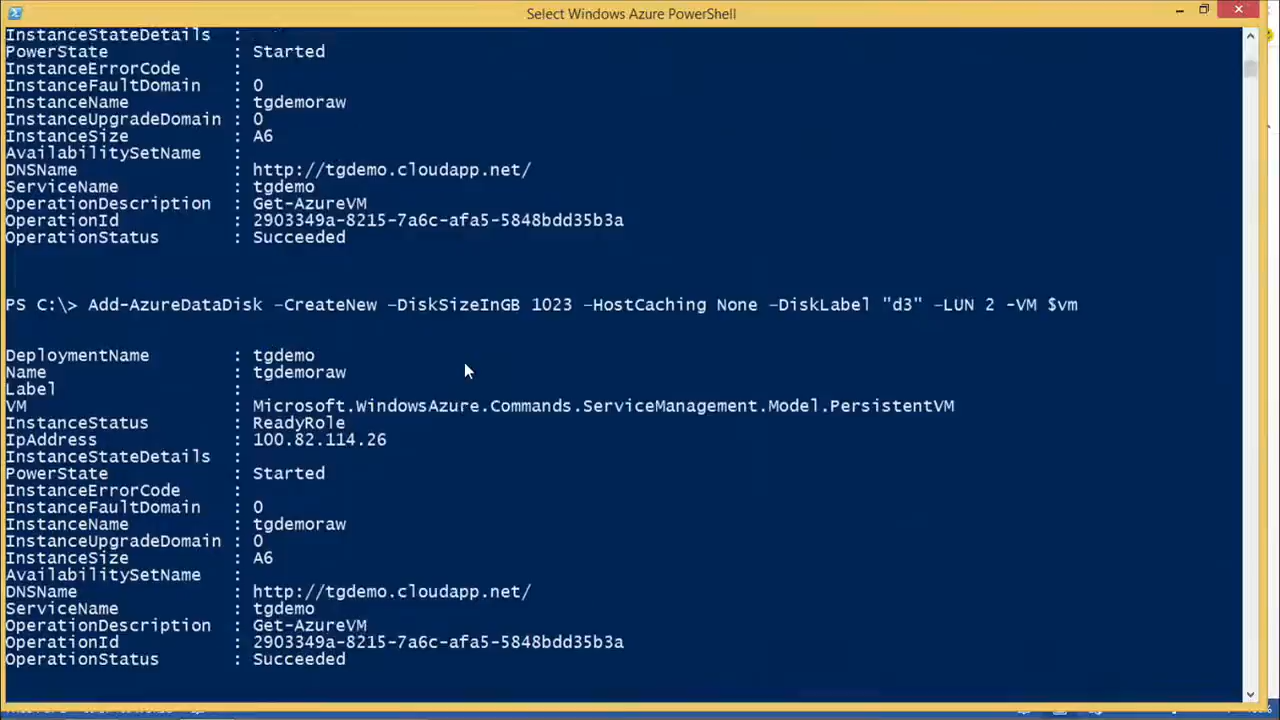 Select Windows Azure PowerShell
InstanceStateDetails :
PowerState : Started
InstanceErrorCode :
InstanceFaultDomain : 0
InstanceName : tgdemoraw
InstanceUpgradeDomain : 0
InstanceSize : A6
AvailabilitySetName :
DNSName : http://tgdemo.cloudapp.net/
ServiceName : tgdemo
OperationDescription : Get-AzureVM
OperationId : 2903349a-8215-7a6c-afa5-5848bdd35b3a
OperationStatus : Succeeded
PS C:\> Add-AzureDataDisk –CreateNew –DiskSizeInGB 1023 –HostCaching None –DiskLabel "d3" –LUN 2 -VM $vm
DeploymentName : tgdemo
Name : tgdemoraw
Label :
VM : Microsoft.WindowsAzure.Commands.ServiceManagement.Model.PersistentVM
InstanceStatus : ReadyRole
IpAddress : 100.82.114.26
InstanceStateDetails :
PowerState : Started
InstanceErrorCode :
InstanceFaultDomain : 0
InstanceName : tgdemoraw
InstanceUpgradeDomain : 0
InstanceSize : A6
AvailabilitySetName :
DNSName : http://tgdemo.cloudapp.net/
ServiceName : tgdemo
OperationDescription : Get-AzureVM
OperationId : 2903349a-8215-7a6c-afa5-5848bdd35b3a
OperationStatus : Succeeded